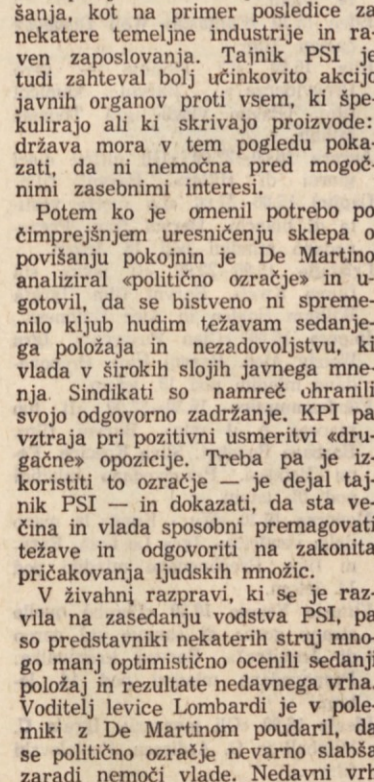 šanja, kot na primer posledice za
nekatere temeljne industrije in ra-
ven zaposlovanja. Tajnik PSI je
tudi zahteval bolj učinkovito akcijo
javnih organov proti vsem, ki špe-
kulirajo ali ki skrivajo proizvode:
država mora v tem pogledu poka-
zati, da ni nemočna pred mogoč-
nimi zasebnimi interesi.
Potem ko je omenil potrebo po
čimprejšnjem uresničenju sklepa o
povišanju pokojnin je De Martino
analiziral «politično ozračje» in u-
gotovil, da se bistveno ni spreme-
nilo kljub hudim težavam sedanje-
ga položaja in nezadovoljstvu, ki
vlada v širokih slojih javnega mne-
nja. Sindikati so namreč ohranili
svojo odgovorno zadržanje, KPI pa
vztraja pri pozitivni usmeritvi «dru-
gačne» opozicije. Treba pa je iz-
koristiti to ozračje — je dejal taj-
nik PSI — in dokazati, da sta ve-
čina in vlada sposobni premagovati
težave in odgovoriti na zakonita
pričakovanja ljudskih množic.
V živahni razpravi, ki se je raz-
vila na zasedanju vodstva PSI, pa
so predstavniki nekaterih struj mno-
go manj optimistično ocenili sedanji
položaj in rezultate nedavnega vrha.
Voditelj levice Lombardi je v pole-
miki z De Martinom poudaril, da
se politično ozračje nevarno slabša
zaradi nemoči vlade. Nedavni vrh